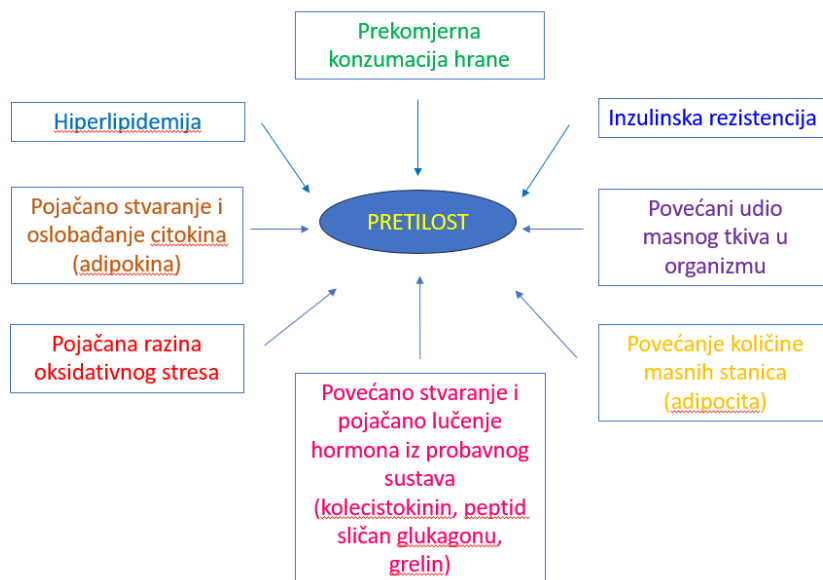 Prekomjerna
konzumacija hrane
Hiperlipidemija
Inzulinska rezistencija
Pojačano stvaranje i
oslobađanje citokina
(adipokina)
PRETILOST
Povećani udio
masnog tkiva u
organizmu
Pojačana razina
oksidativnog stresa
Povećanje količine
masnih stanica
(adipocita)
Povećano stvaranje i
pojačano lučenje
hormona iz probavnog
sustava
(kolecistokinin, peptid
sličan glukagonu,
grelin)